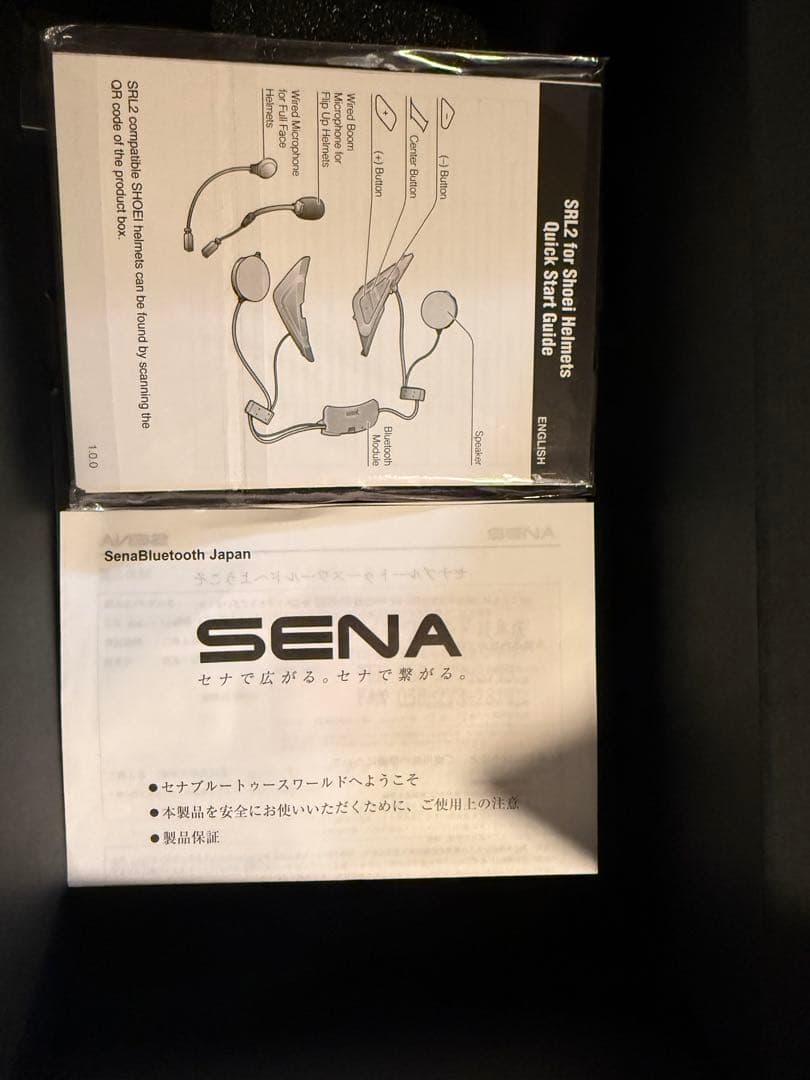 SRL2 for Shoei Helmets
Quick Start Guide
ENGLISH
Speaker
(-) Button
Center Button
(+) Button
Wired Boom
Microphone for
Flip Up Helmets
Wired Microphone
for Full Face
Helmets
Bluetooth
Module
SRL2 compatible SHOEI helmets can be found by scanning the
QR code of the product box.
1.0.0
SenaBluetooth Japan
SENA
セナで広がる。セナで繋がる。
●セナブルートゥースワールドへようこそ
●本製品を安全にお使いいただくために、ご使用上の注意
●製品保証